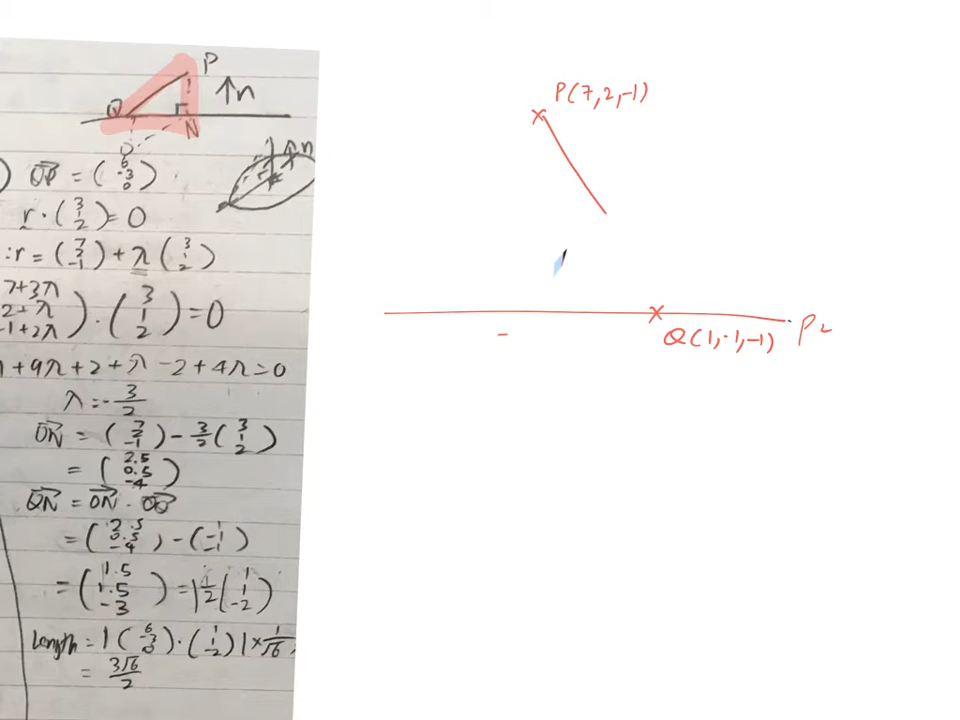 P
Q
↑n
N
↑n
) OP = (6 -3 0)
r · (3 1 2) = 0
: r = (7 2 -1) + λ (3 1 2)
(7+3λ 2+λ -1+2λ) · (3 1 2) = 0
1 + 9λ + 2 + λ - 2 + 4λ = 0
λ = - 3/2
ON = (7 2 -1) - 3/2 (3 1 2)
= (2.5 0.5 -4)
QN = ON - OQ
= (2.5 0.5 -4) - (1 -1 -1)
= (1.5 1.5 -3) = 1 1/2 (1 1 -2)
Length = | (6 -3 0) · (1 1 -2) | × 1/√6
= 3√6/2
P(7,2,-1)
Q(1,-1,-1)